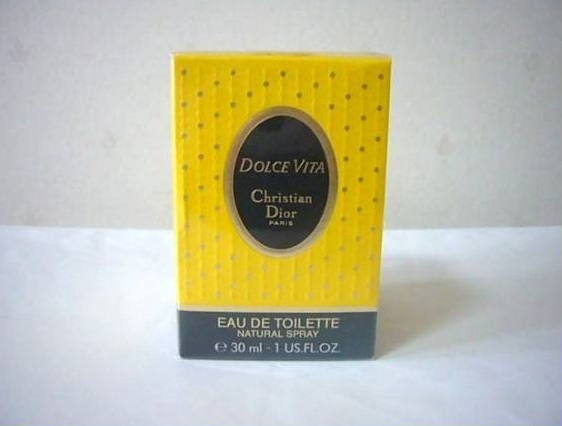 DOLCE VITA
Christian
Dior
PARIS
EAU DE TOILETTE
NATURAL SPRAY
℮ 30 ml - 1 US.FL.OZ.